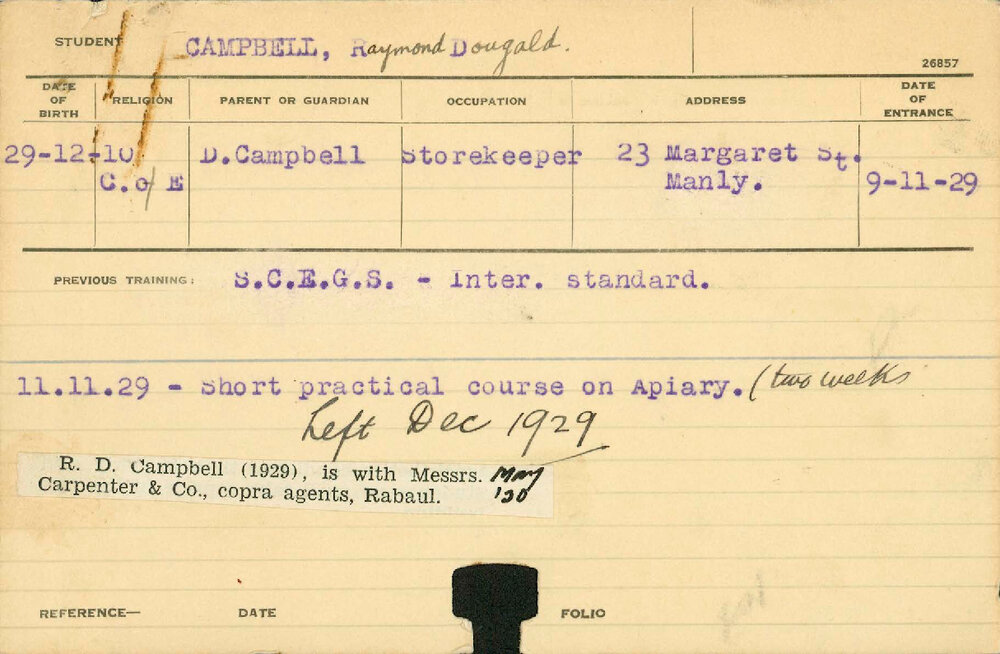 STUDENT CAMPBELL, Raymond Dougald.
26857
DATE OF BIRTH RELIGION PARENT OR GUARDIAN OCCUPATION ADDRESS DATE OF ENTRANCE
29-12-10 D.Campbell Storekeeper 23 Margaret St.
C. of E Manly. 9-11-29
PREVIOUS TRAINING: S.C.E.G.S. - Inter. standard.
11.11.29 - Short practical course on Apiary. (two weeks
Left Dec 1929
R. D. Campbell (1929), is with Messrs. May
Carpenter & Co., copra agents, Rabaul.
REFERENCE— DATE FOLIO